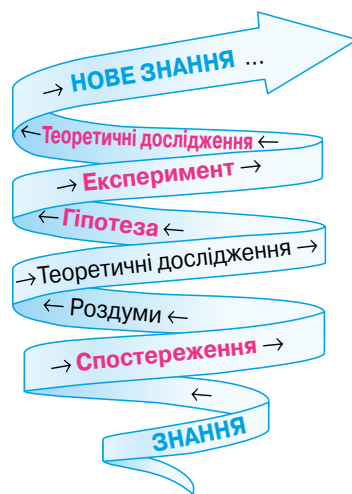 → НОВЕ ЗНАННЯ ...
← Теоретичні дослідження ←
→ Експеримент →
← Гіпотеза ←
→ Теоретичні дослідження →
← Роздуми ←
→ Спостереження →
←
ЗНАННЯ